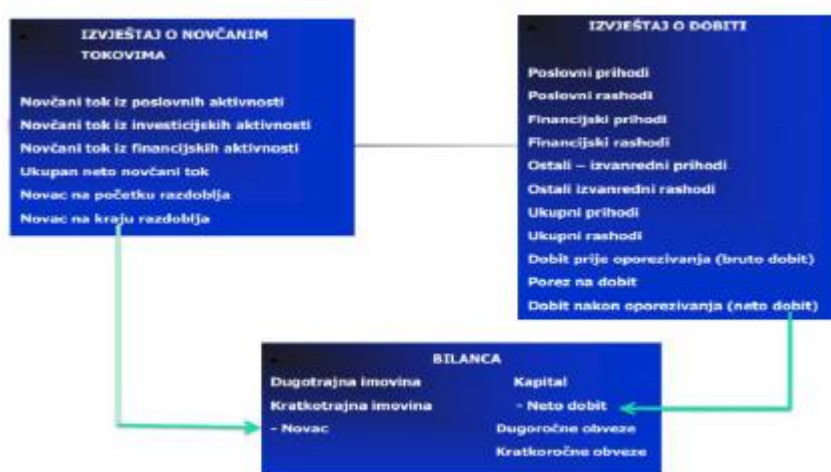 IZVJEŠTAJ O NOVČANIM
TOKOVIMA
Novčani tok iz poslovnih aktivnosti
Novčani tok iz investicijskih aktivnosti
Novčani tok iz financijskih aktivnosti
Ukupan neto novčani tok
Novac na početku razdoblja
Novac na kraju razdoblja
IZVJEŠTAJ O DOBITI
Poslovni prihodi
Poslovni rashodi
Financijski prihodi
Financijski rashodi
Ostali – izvanredni prihodi
Ostali izvanredni rashodi
Ukupni prihodi
Ukupni rashodi
Dobit prije oporezivanja (bruto dobit)
Porez na dobit
Dobit nakon oporezivanja (neto dobit)
BILANCA
Dugotrajna imovina
Kratkotrajna imovina
- Novac
Kapital
- Neto dobit
Dugoročne obveze
Kratkoročne obveze